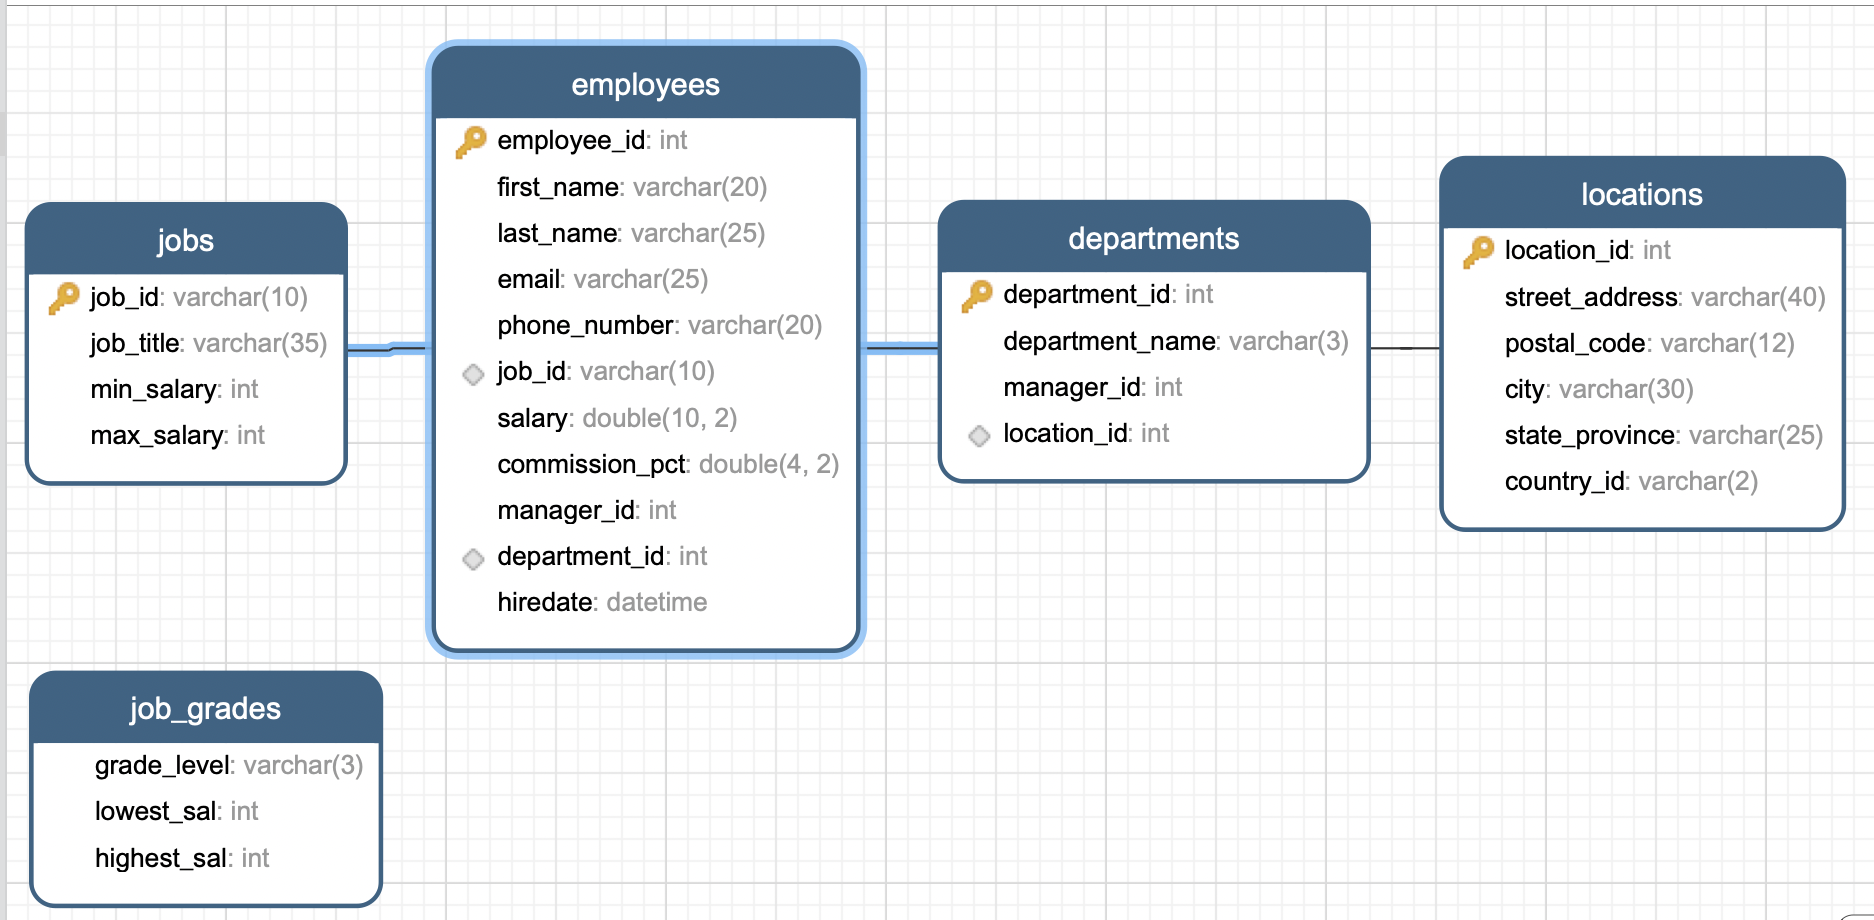 jobs
job_id: varchar(10)
job_title: varchar(35)
min_salary: int
max_salary: int
employees
employee_id: int
first_name: varchar(20)
last_name: varchar(25)
email: varchar(25)
phone_number: varchar(20)
job_id: varchar(10)
salary: double(10, 2)
commission_pct: double(4, 2)
manager_id: int
department_id: int
hiredate: datetime
departments
department_id: int
department_name: varchar(3)
manager_id: int
location_id: int
locations
location_id: int
street_address: varchar(40)
postal_code: varchar(12)
city: varchar(30)
state_province: varchar(25)
country_id: varchar(2)
job_grades
grade_level: varchar(3)
lowest_sal: int
highest_sal: int